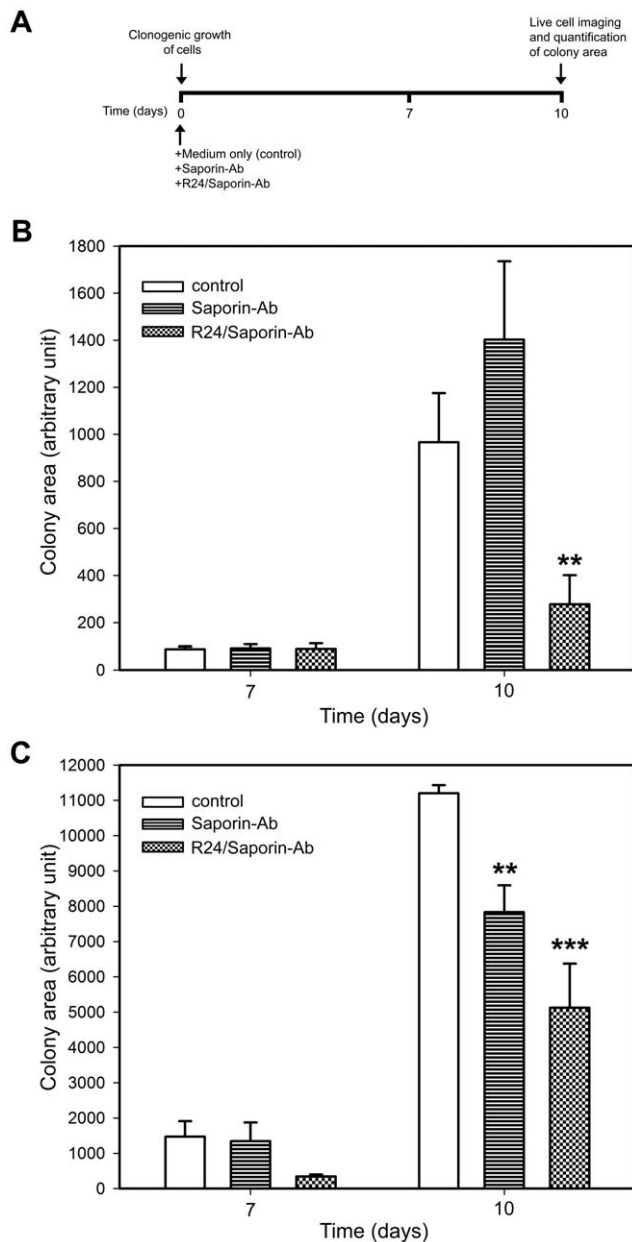 A
Clonogenic growth
of cells
Live cell imaging
and quantification
of colony area
Time (days) 0 7 10
+Medium only (control)
+Saporin-Ab
+R24/Saporin-Ab
B
Colony area (arbitrary unit)
1800
1600
1400
1200
1000
800
600
400
200
0
control
Saporin-Ab
R24/Saporin-Ab
**
7 10
Time (days)
C
Colony area (arbitrary unit)
12000
11000
10000
9000
8000
7000
6000
5000
4000
3000
2000
1000
0
control
Saporin-Ab
R24/Saporin-Ab
**
***
7 10
Time (days)